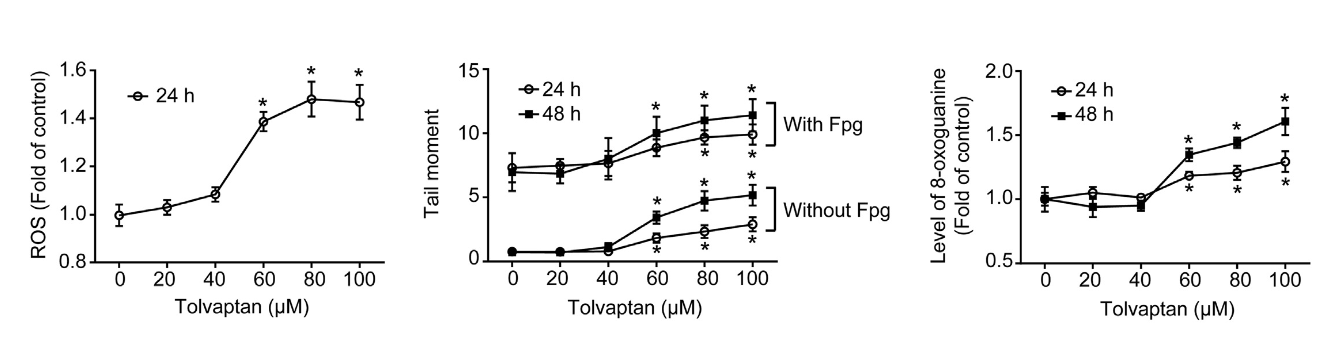 ROS (Fold of control)
1.6
1.4
1.2
1.0
0.8
24 h
*
*
*
0 20 40 60 80 100
Tolvaptan (µM)
Tail moment
15
10
5
0
24 h
48 h
*
*
*
*
*
With Fpg
*
*
*
*
*
*
Without Fpg
0 20 40 60 80 100
Tolvaptan (µM)
Level of 8-oxoguanine
(Fold of control)
2.0
1.5
1.0
0.5
24 h
48 h
*
*
*
*
*
*
0 20 40 60 80 100
Tolvaptan (µM)